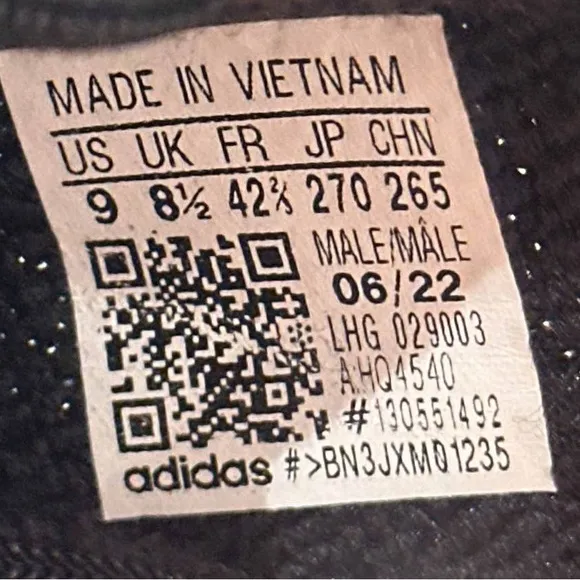 MADE IN VIETNAM
US UK FR JP CHN
9 8½ 42⅔ 270 265
MALE/MÂLE
06/22
LHG 029003
A:HQ4540
#130551492
adidas #>BN3JXM01235